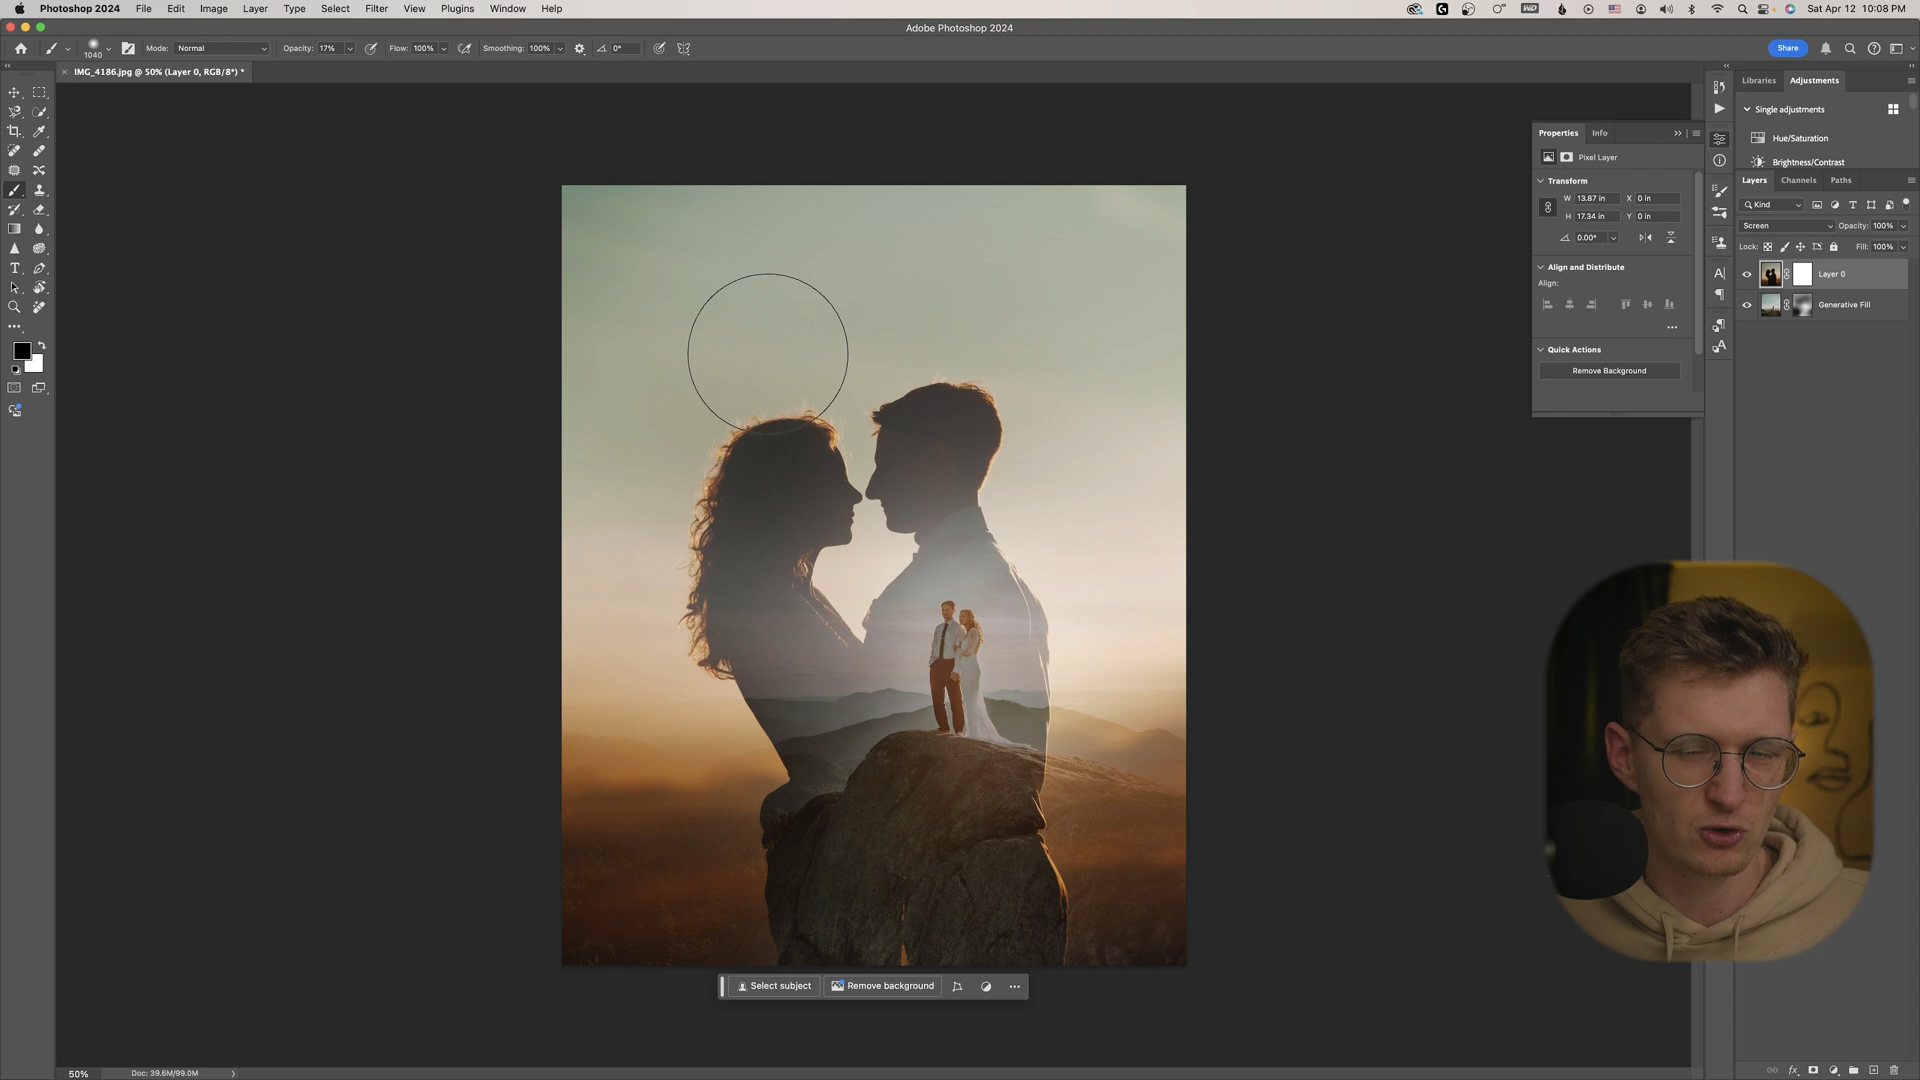 Photoshop 2024 File Edit Image Layer Type Select Filter View Plugins Window Help Sat Apr 12 10:08 PM
Adobe Photoshop 2024
1040 Mode: Normal Opacity: 17% Flow: 100% Smoothing: 100% 0° Share
IMG_4186.jpg @ 50% (Layer 0, RGB/8*) *
Libraries Adjustments
Single adjustments
Hue/Saturation
Brightness/Contrast
Properties Info
Pixel Layer
Transform
W 13.87 in X 0 in
H 17.34 in Y 0 in
0.00°
Align and Distribute
Align:
Quick Actions
Remove Background
Layers Channels Paths
Kind
Screen Opacity: 100%
Lock: Fill: 100%
Layer 0
Generative Fill
Select subject Remove background
50% Doc: 39.6M/99.0M